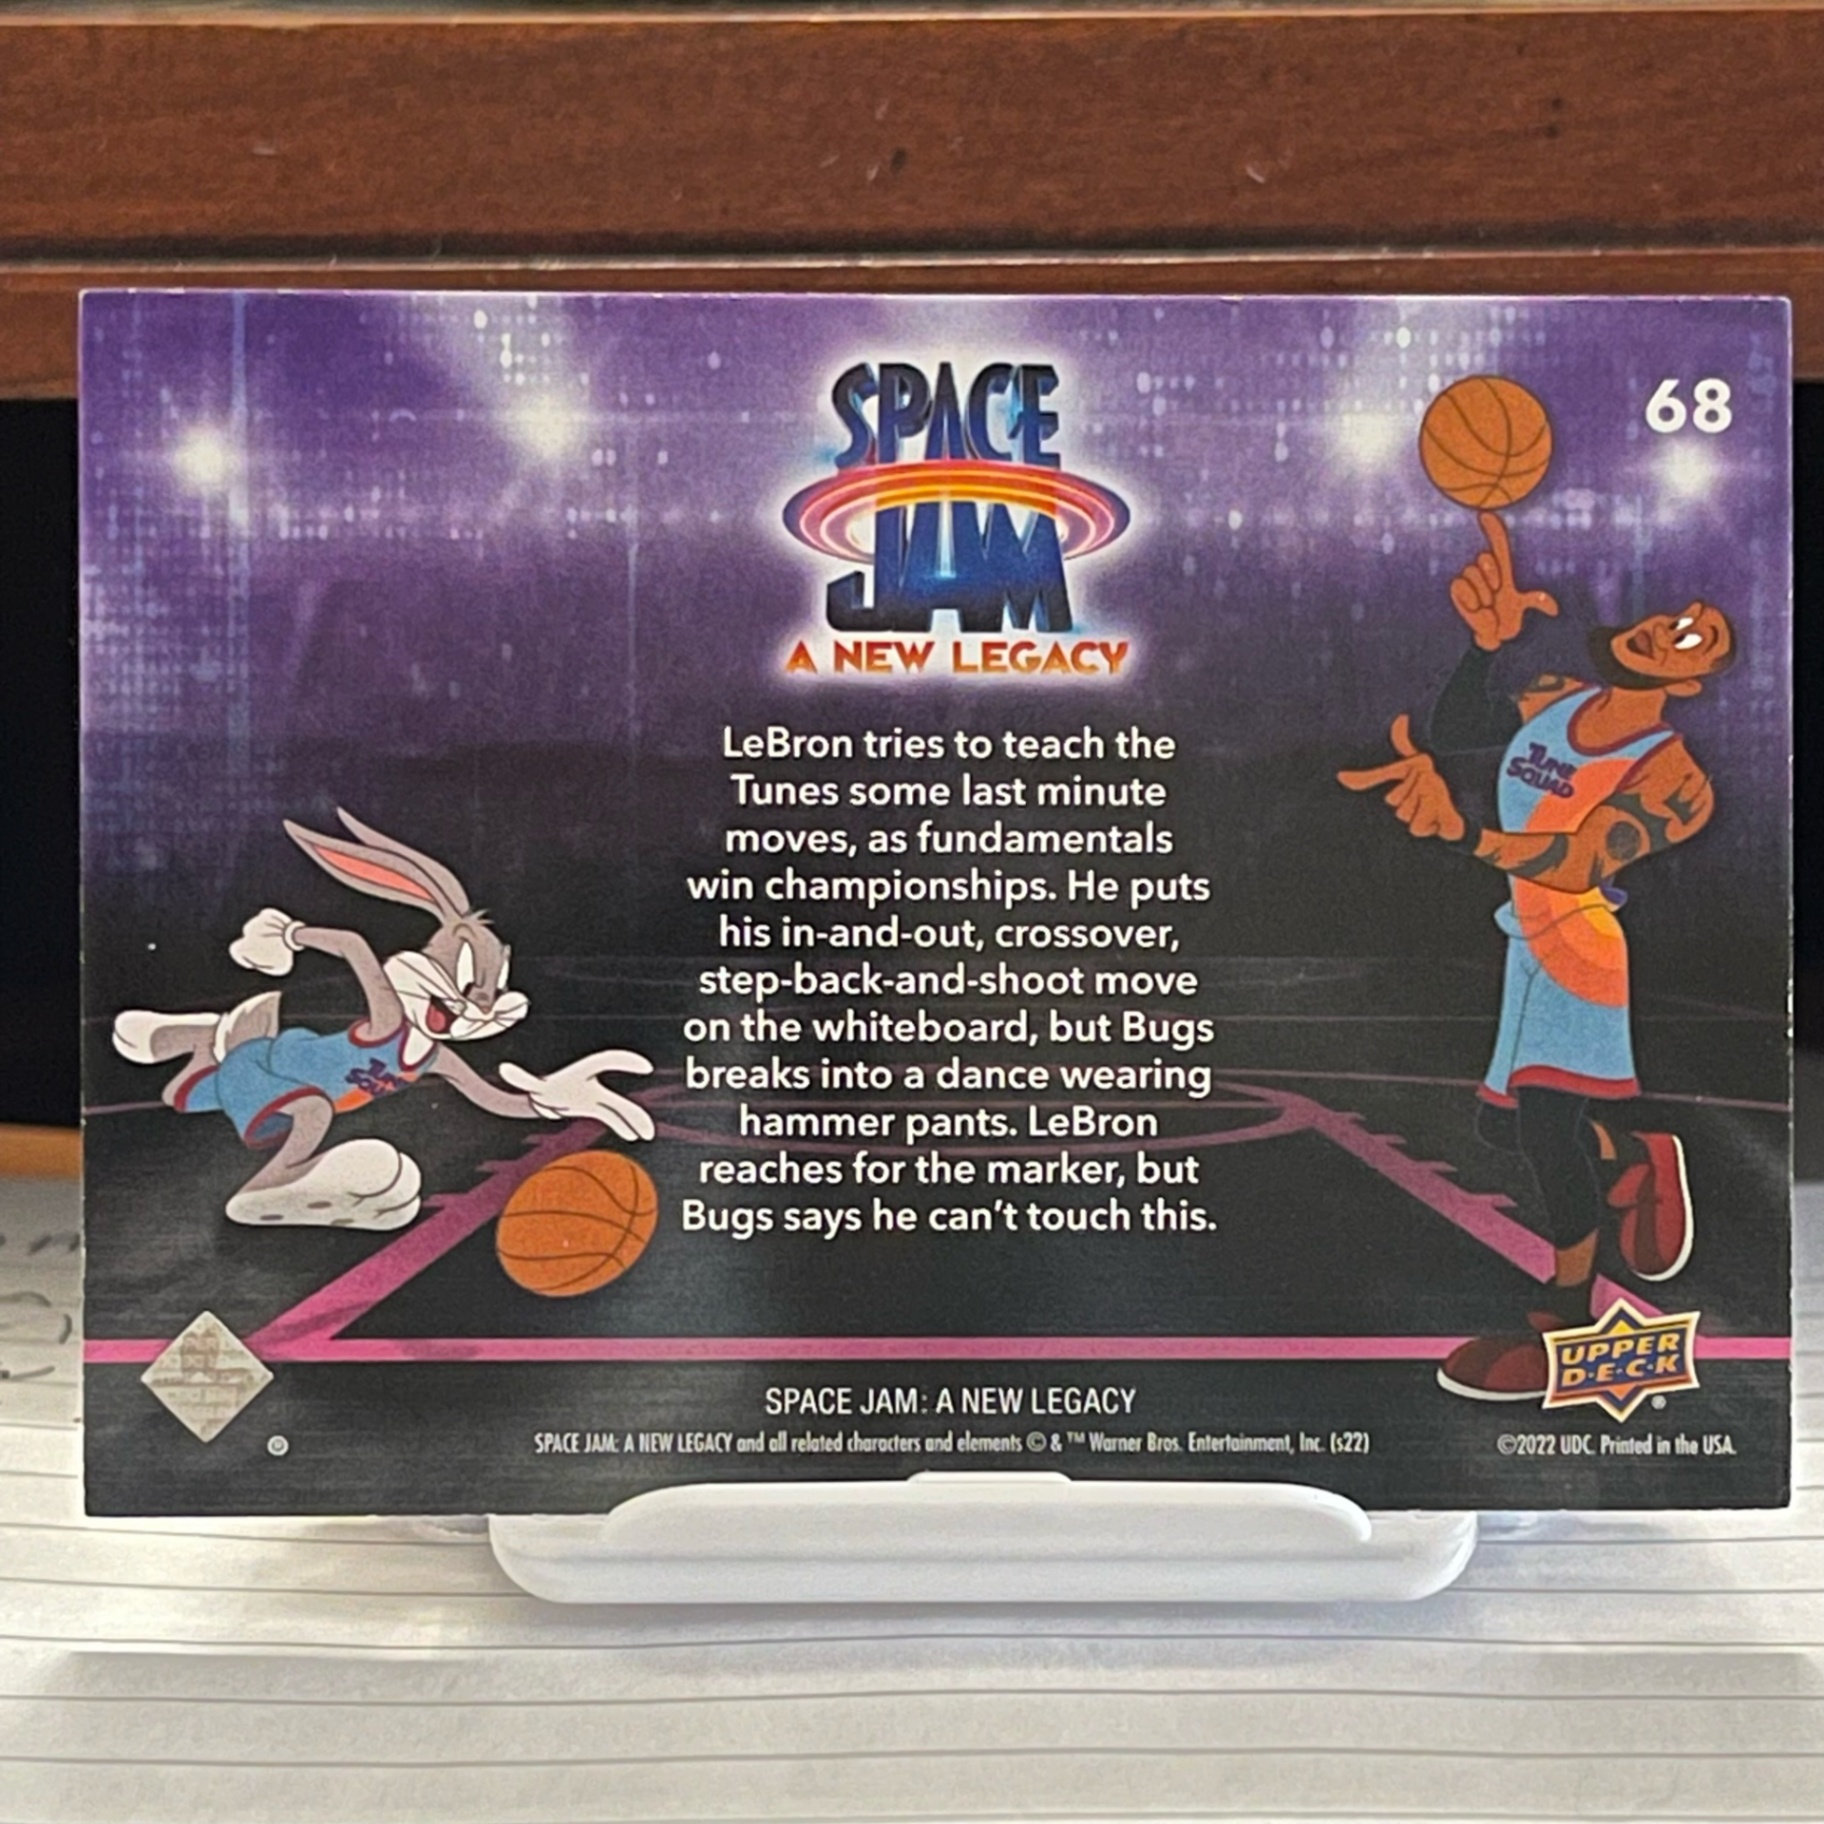 68
SPACE
JAM
A NEW LEGACY
LeBron tries to teach the
Tunes some last minute
moves, as fundamentals
win championships. He puts
his in-and-out, crossover,
step-back-and-shoot move
on the whiteboard, but Bugs
breaks into a dance wearing
hammer pants. LeBron
reaches for the marker, but
Bugs says he can't touch this.
TUNE
SQUAD
UPPER
D·E·C·K
®
SPACE JAM: A NEW LEGACY
SPACE JAM: A NEW LEGACY and all related characters and elements © & ™ Warner Bros. Entertainment, Inc. (s22)
©2022 UDC. Printed in the USA.